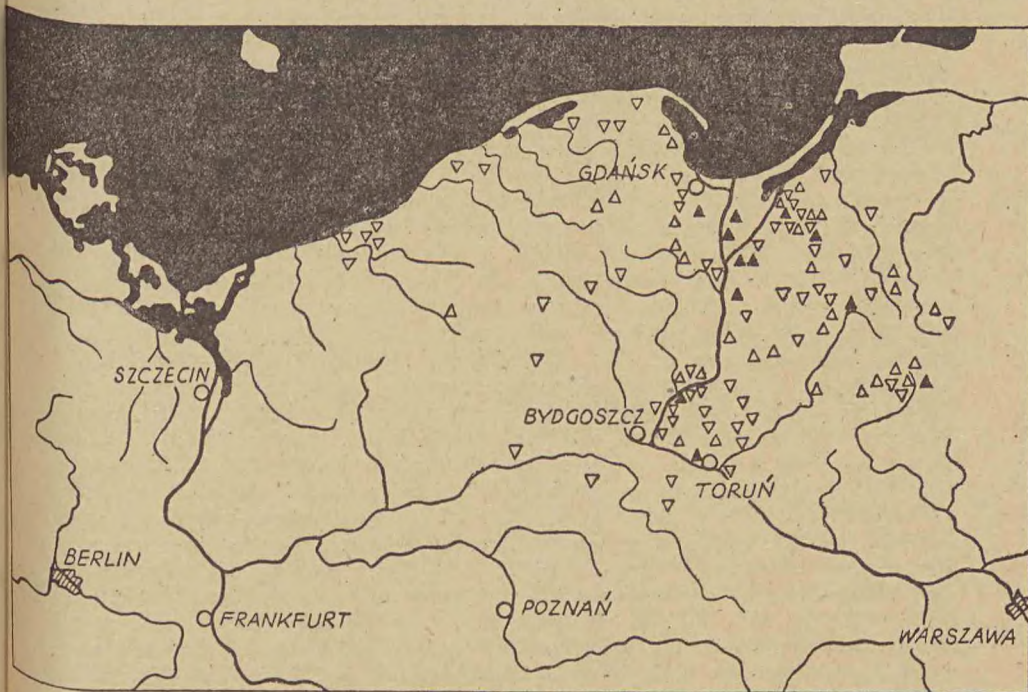 GDAŃSK
SZCZECIN
BYDGOSZCZ
TORUŃ
BERLIN
FRANKFURT
POZNAŃ
WARSZAWA